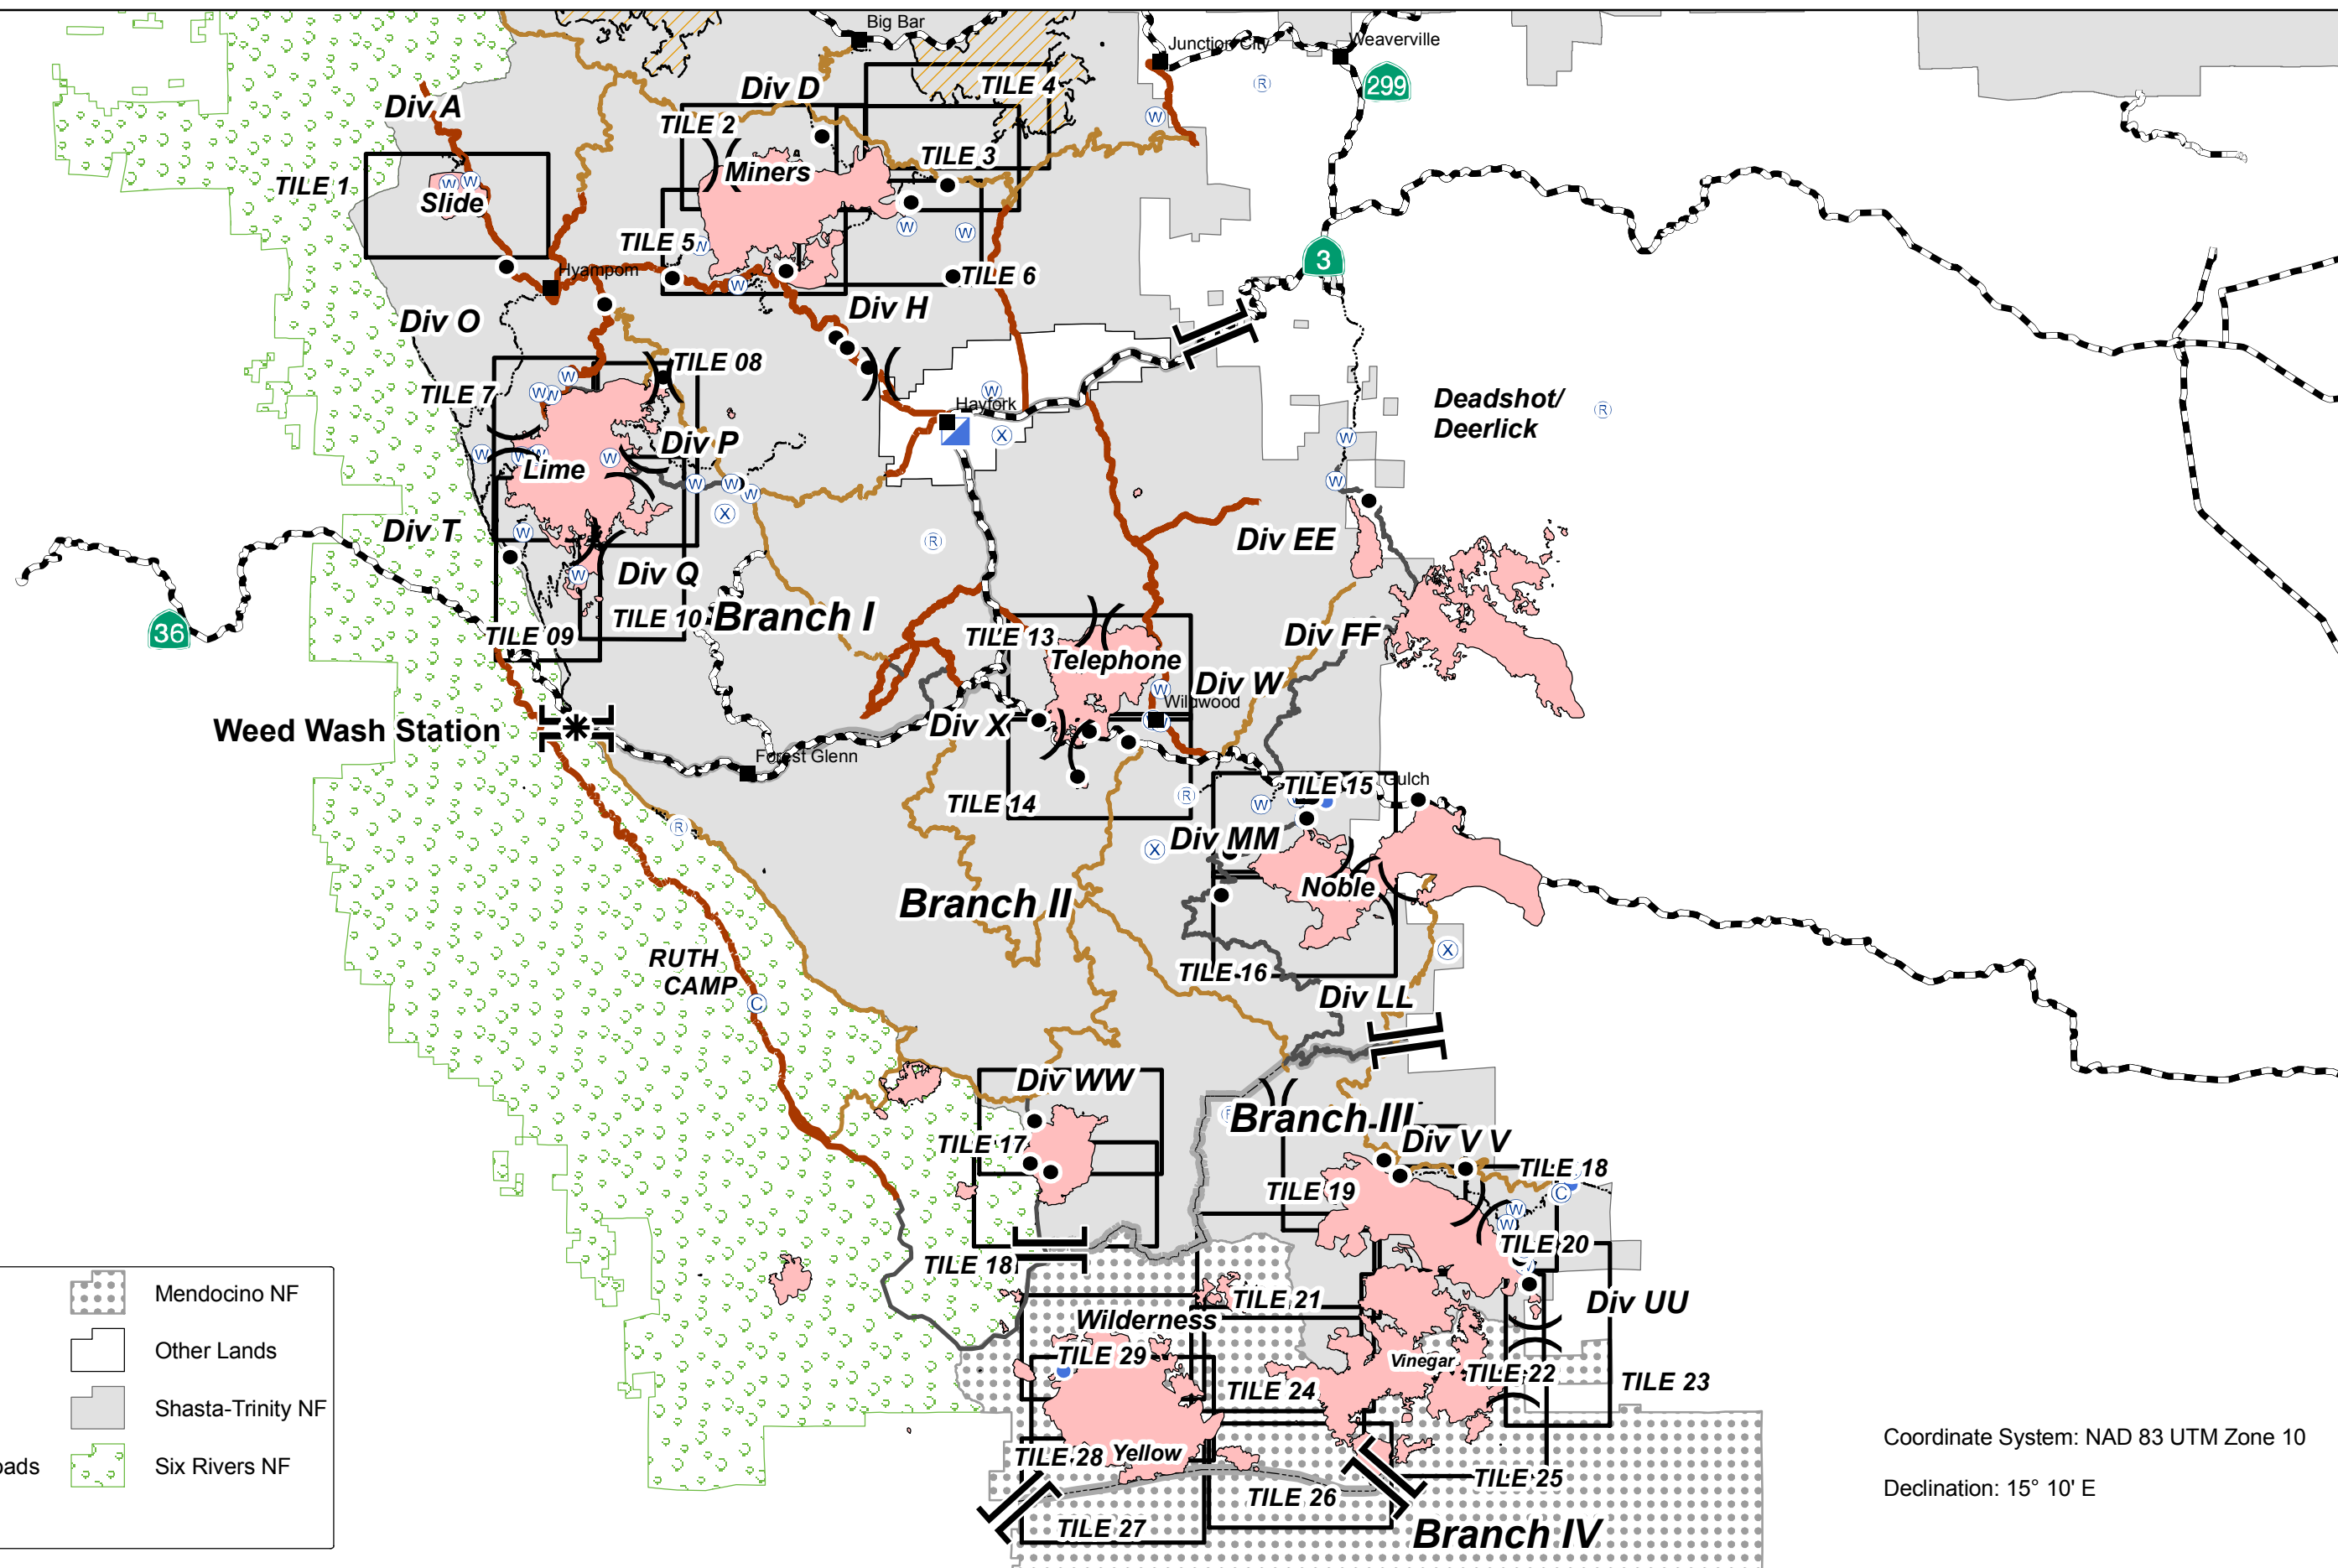 Big Bar
Junction City
Weaverville
299
Div A
Div D
TILE 4
TILE 2
TILE 3
Miners
TILE 1
Slide
W W
W
R
TILE 5
W
W
W
TILE 6
3
Hyampom
W
Div O
Div H
TILE 08
TILE 7
W
W W
W
Hayfork
X
Deadshot/
Deerlick
R
W
W
Div P
Lime
W
W
W
W
W
X
R
Div T
W
Div EE
Div Q
W
TILE 10
Branch I
36
TILE 09
TILE 13
Telephone
Div FF
Div W
W
Wildwood
Weed Wash Station
Div X
Forest Glenn
TILE 14
R
TILE 15
Gulch
W
R
Div MM
X
Noble
Branch II
X
RUTH
CAMP
C
TILE 16
Div LL
Div WW
Branch III
Div V V
TILE 17
TILE 18
C
TILE 19
W
W
TILE 20
TILE 18
Mendocino NF
TILE 21
Div UU
Wilderness
Other Lands
TILE 29
Vinegar
TILE 22
TILE 24
TILE 23
Shasta-Trinity NF
Coordinate System: NAD 83 UTM Zone 10
TILE 28
Yellow
oads
Six Rivers NF
TILE 25
Declination: 15° 10' E
TILE 26
TILE 27
Branch IV